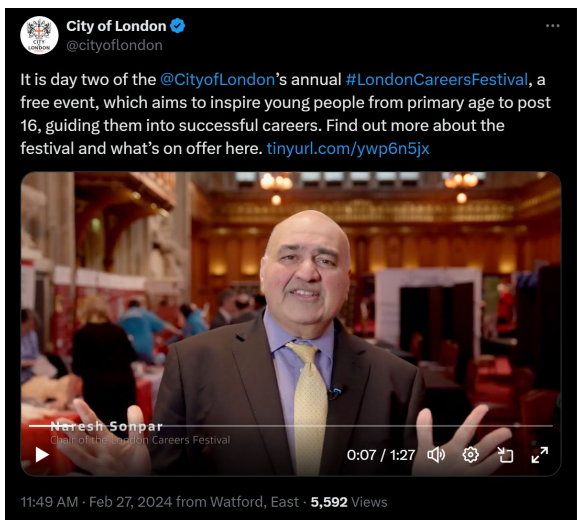 City of London
@cityoflondon
CITY
OF
LONDON
It is day two of the @CityofLondon's annual #LondonCareersFestival, a
free event, which aims to inspire young people from primary age to post
16, guiding them into successful careers. Find out more about the
festival and what's on offer here. tinyurl.com/ywp6n5jx
Naresh Sonpar
Chair of the London Careers Festival
0:07 / 1:27
11:49 AM · Feb 27, 2024 from Watford, East · 5,592 Views